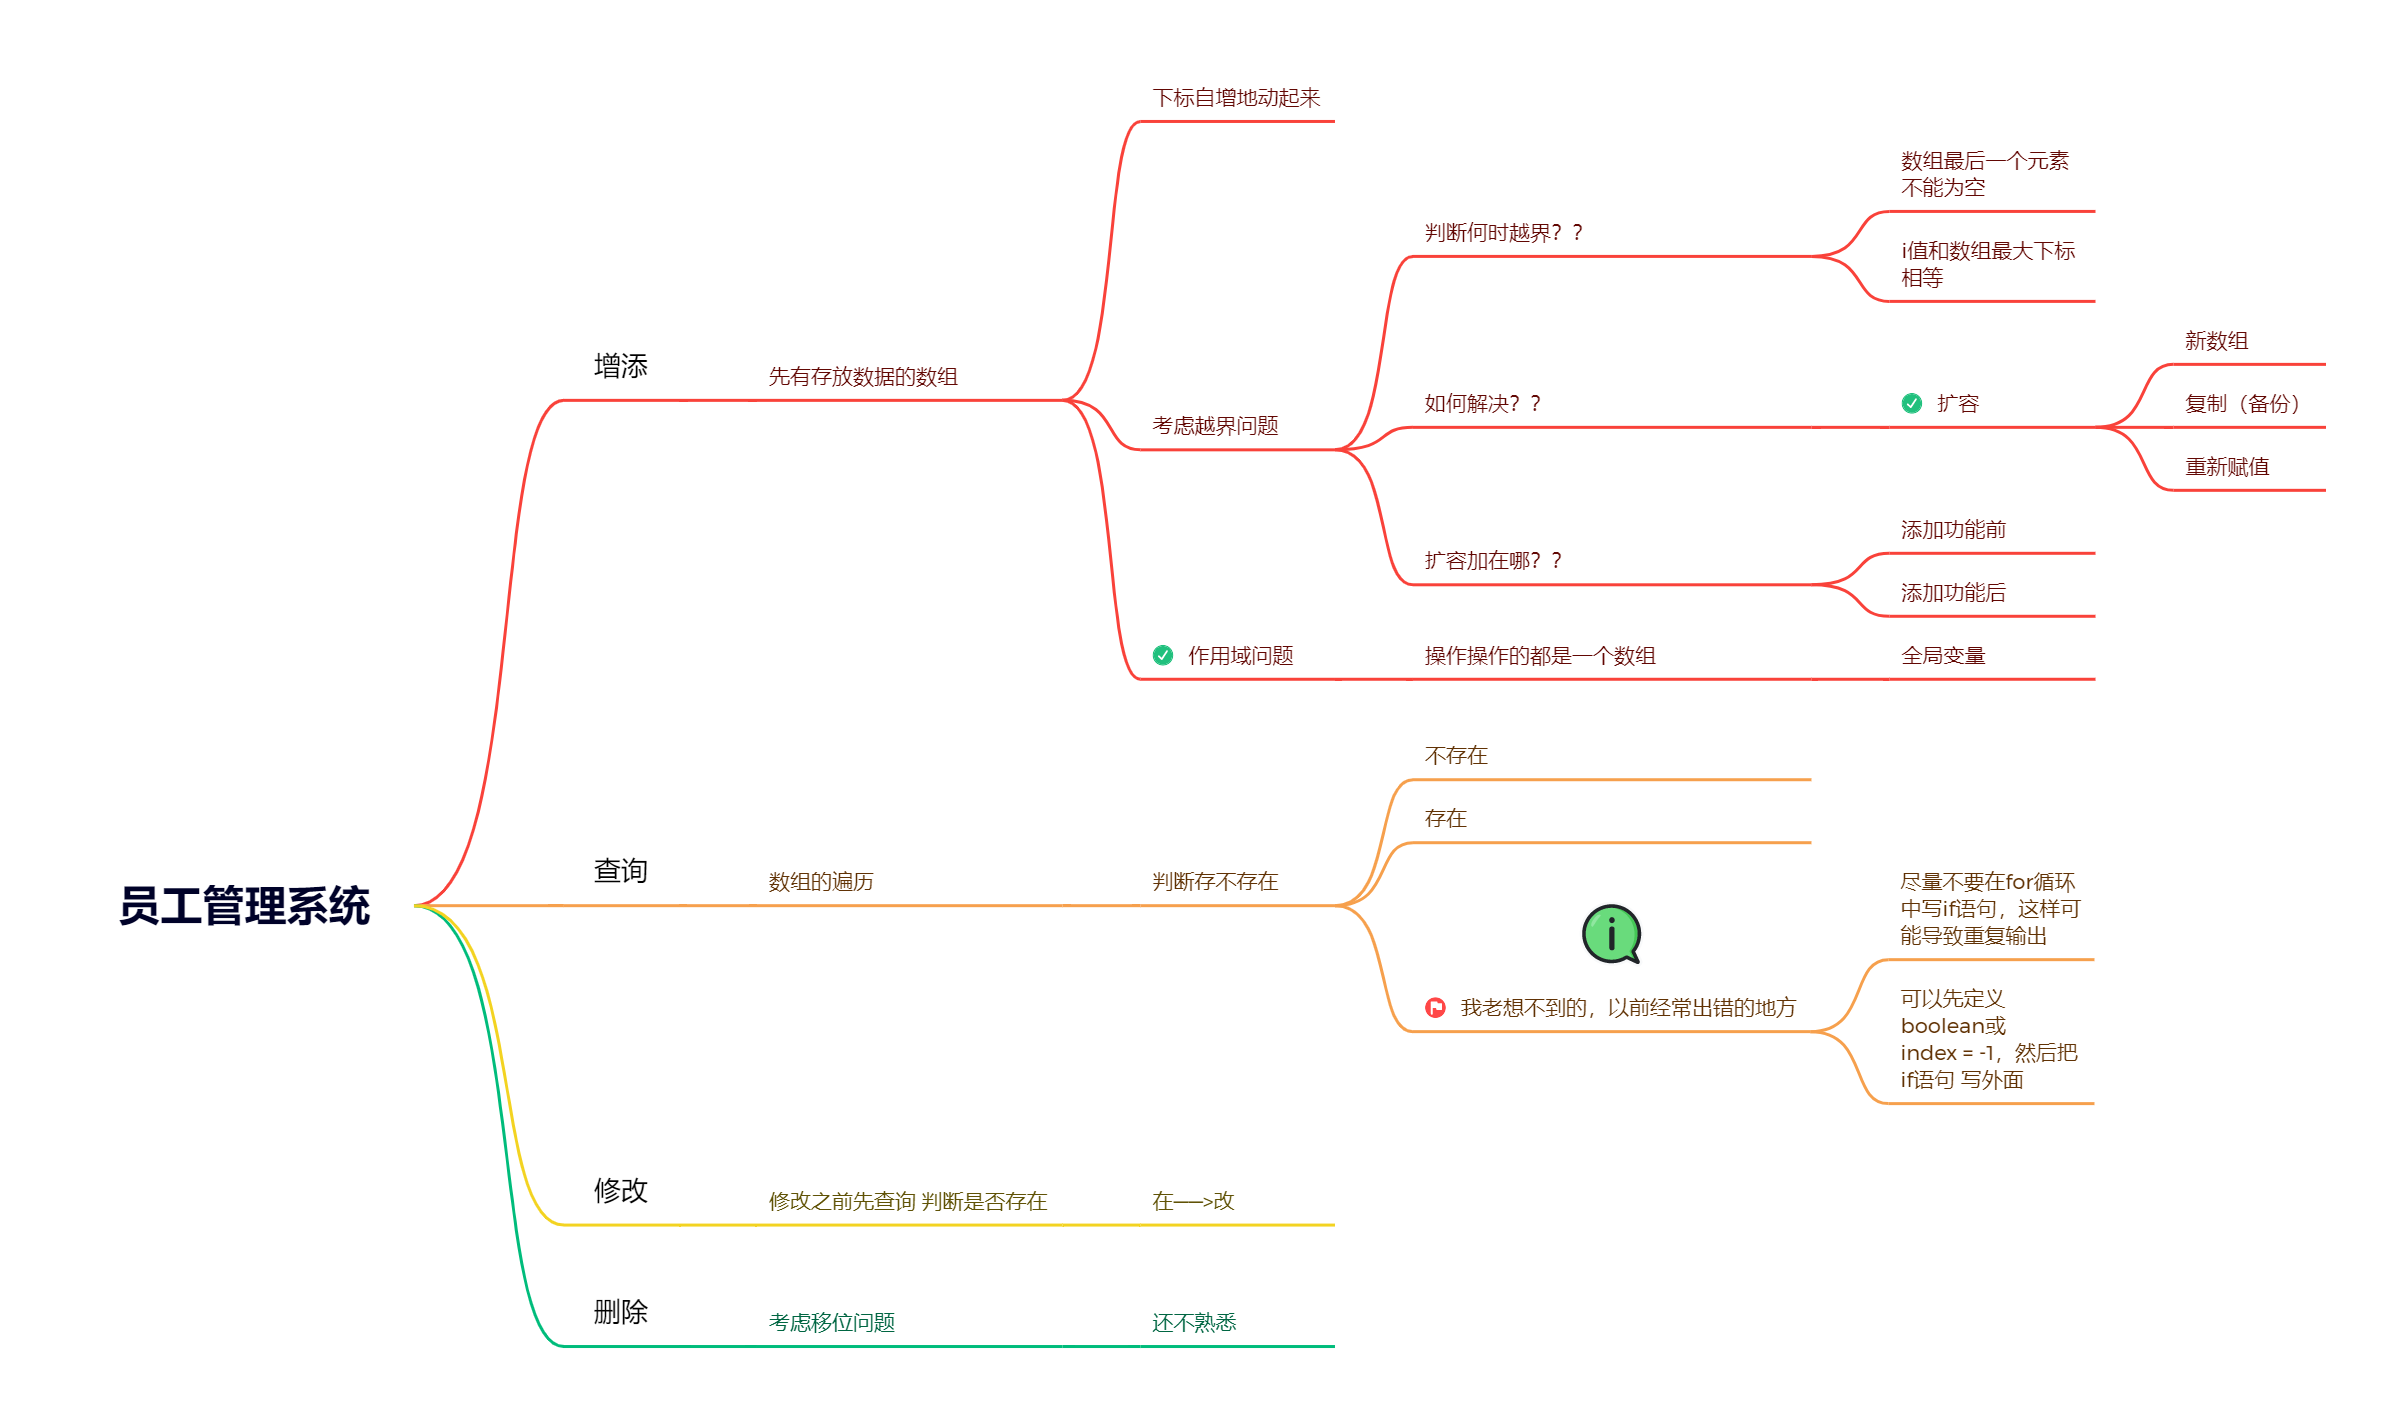 员工管理系统
增添
先有存放数据的数组
下标自增地动起来
考虑越界问题
判断何时越界？？
数组最后一个元素
不能为空
i值和数组最大下标
相等
如何解决？？
扩容
新数组
复制（备份）
重新赋值
扩容加在哪？？
添加功能前
添加功能后
作用域问题
操作操作的都是一个数组
全局变量
查询
数组的遍历
判断存不存在
不存在
存在
我老想不到的，以前经常出错的地方
尽量不要在for循环
中写if语句，这样可
能导致重复输出
可以先定义
boolean或
index = -1，然后把
if语句 写外面
修改
修改之前先查询 判断是否存在
在——>改
删除
考虑移位问题
还不熟悉